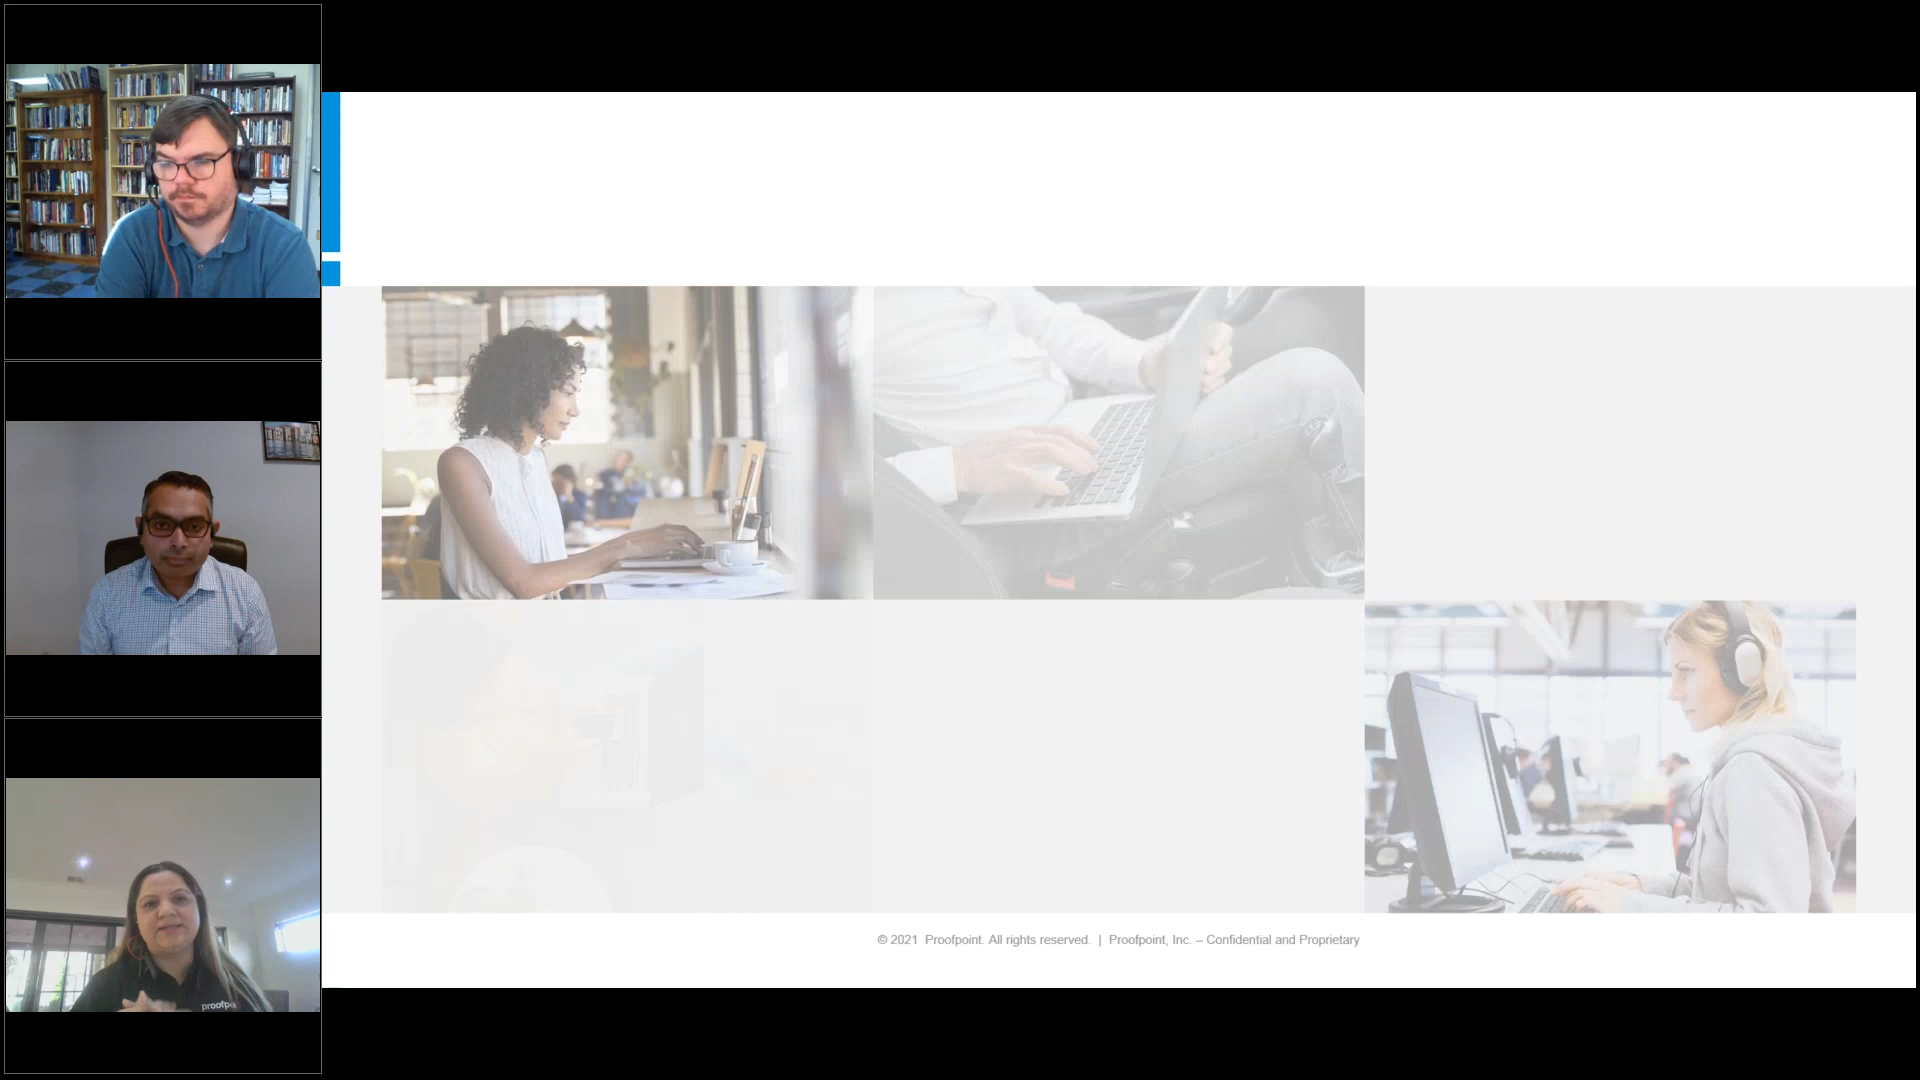 © 2021 Proofpoint. All rights reserved. | Proofpoint, Inc. – Confidential and Proprietary